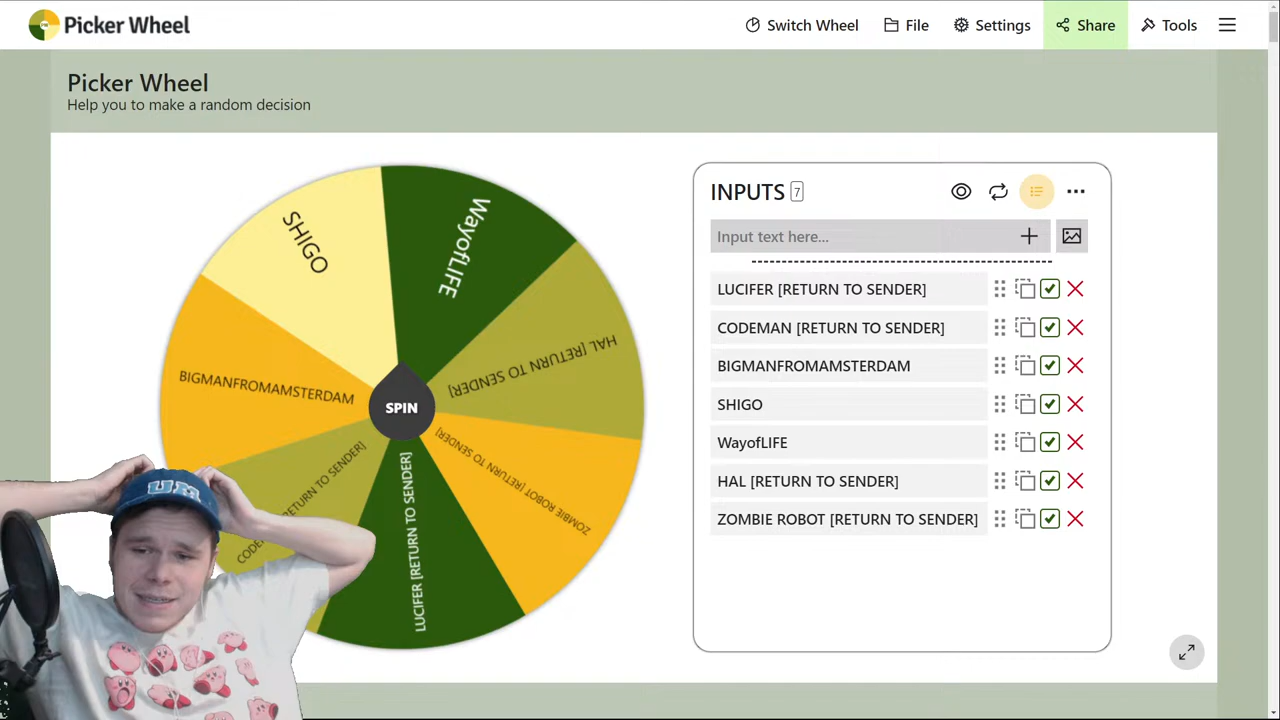 Picker Wheel
Switch Wheel
File
Settings
Share
Tools
Picker Wheel
Help you to make a random decision
SHIGO
WayofLIFE
HAL [RETURN TO SENDER]
ZOMBIE ROBOT [RETURN TO SENDER]
LUCIFER [RETURN TO SENDER]
[RETURN TO SENDER]
BIGMANFROMAMSTERDAM
SPIN
INPUTS 7
Input text here...
LUCIFER [RETURN TO SENDER]
CODEMAN [RETURN TO SENDER]
BIGMANFROMAMSTERDAM
SHIGO
WayofLIFE
HAL [RETURN TO SENDER]
ZOMBIE ROBOT [RETURN TO SENDER]